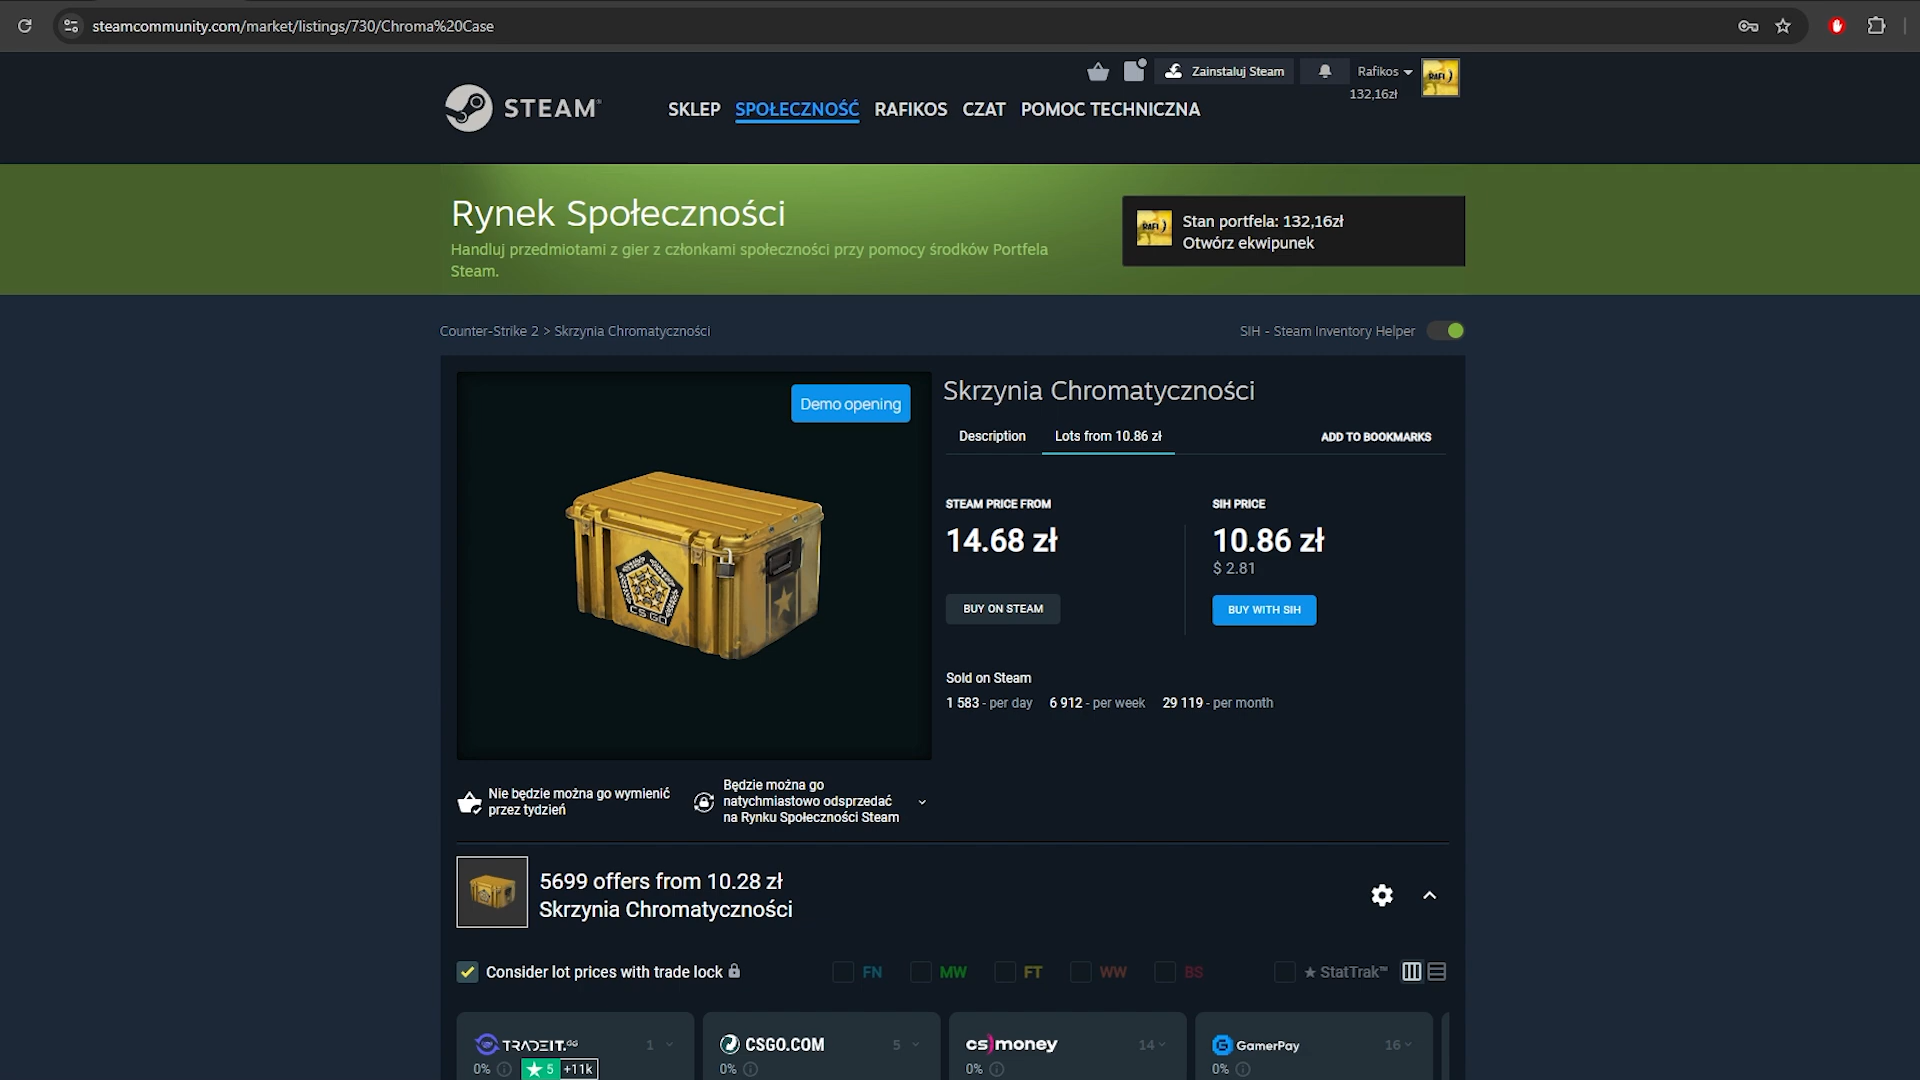 steamcommunity.com/market/listings/730/Chroma%20Case
Zainstaluj Steam
Rafikos
132,16zł
RAFI )
STEAM®
SKLEP SPOŁECZNOŚĆ RAFIKOS CZAT POMOC TECHNICZNA
Rynek Społeczności
Handluj przedmiotami z gier z członkami społeczności przy pomocy środków Portfela
Steam.
RAFI )
Stan portfela: 132,16zł
Otwórz ekwipunek
Counter-Strike 2 > Skrzynia Chromatyczności
SIH - Steam Inventory Helper
Demo opening
CS GO
Skrzynia Chromatyczności
Description Lots from 10.86 zł ADD TO BOOKMARKS
STEAM PRICE FROM
14.68 zł
BUY ON STEAM
SIH PRICE
10.86 zł
$ 2.81
BUY WITH SIH
Sold on Steam
1 583 - per day 6 912 - per week 29 119 - per month
Nie będzie można go wymienić
przez tydzień
Będzie można go
natychmiastowo odsprzedać
na Rynku Społeczności Steam
5699 offers from 10.28 zł
Skrzynia Chromatyczności
Consider lot prices with trade lock
FN MW FT WW BS ★ StatTrak™
TRADEIT.GG 1
0% ★ 5 +11k
CSGO.COM 5
0%
cs)money 14
0%
GamerPay 16
0%